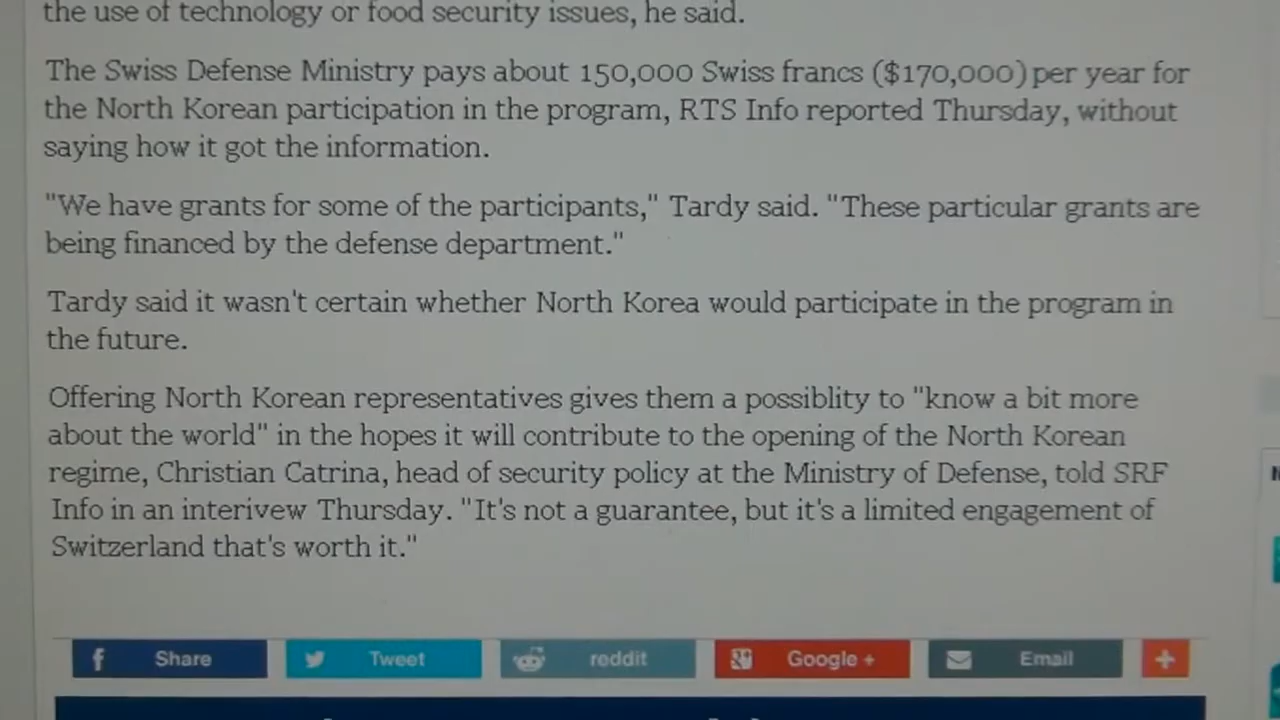 the use of technology or food security issues, he said.
The Swiss Defense Ministry pays about 150,000 Swiss francs ($170,000) per year for
the North Korean participation in the program, RTS Info reported Thursday, without
saying how it got the information.
"We have grants for some of the participants," Tardy said. "These particular grants are
being financed by the defense department."
Tardy said it wasn't certain whether North Korea would participate in the program in
the future.
Offering North Korean representatives gives them a possiblity to "know a bit more
about the world" in the hopes it will contribute to the opening of the North Korean
regime, Christian Catrina, head of security policy at the Ministry of Defense, told SRF
Info in an interivew Thursday. "It's not a guarantee, but it's a limited engagement of
Switzerland that's worth it."
f Share Tweet reddit Google + Email +